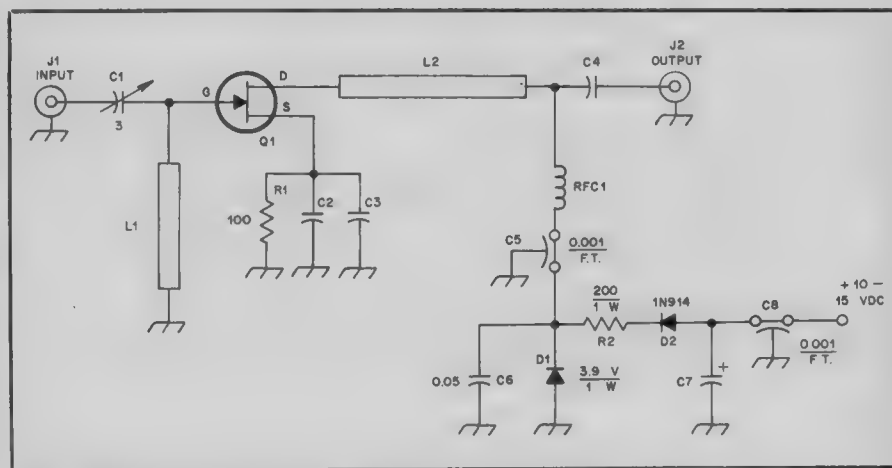 J1
INPUT
C1
3
G
D
S
Q1
L2
C4
J2
OUTPUT
L1
R1
100
C2
C3
RFC1
C5
0.001
F.T.
200
1 W
R2
1N914
D2
+ 10 -
15 VDC
C8
0.001
F.T.
0.05
C6
D1
3.9 V
1 W
C7
+